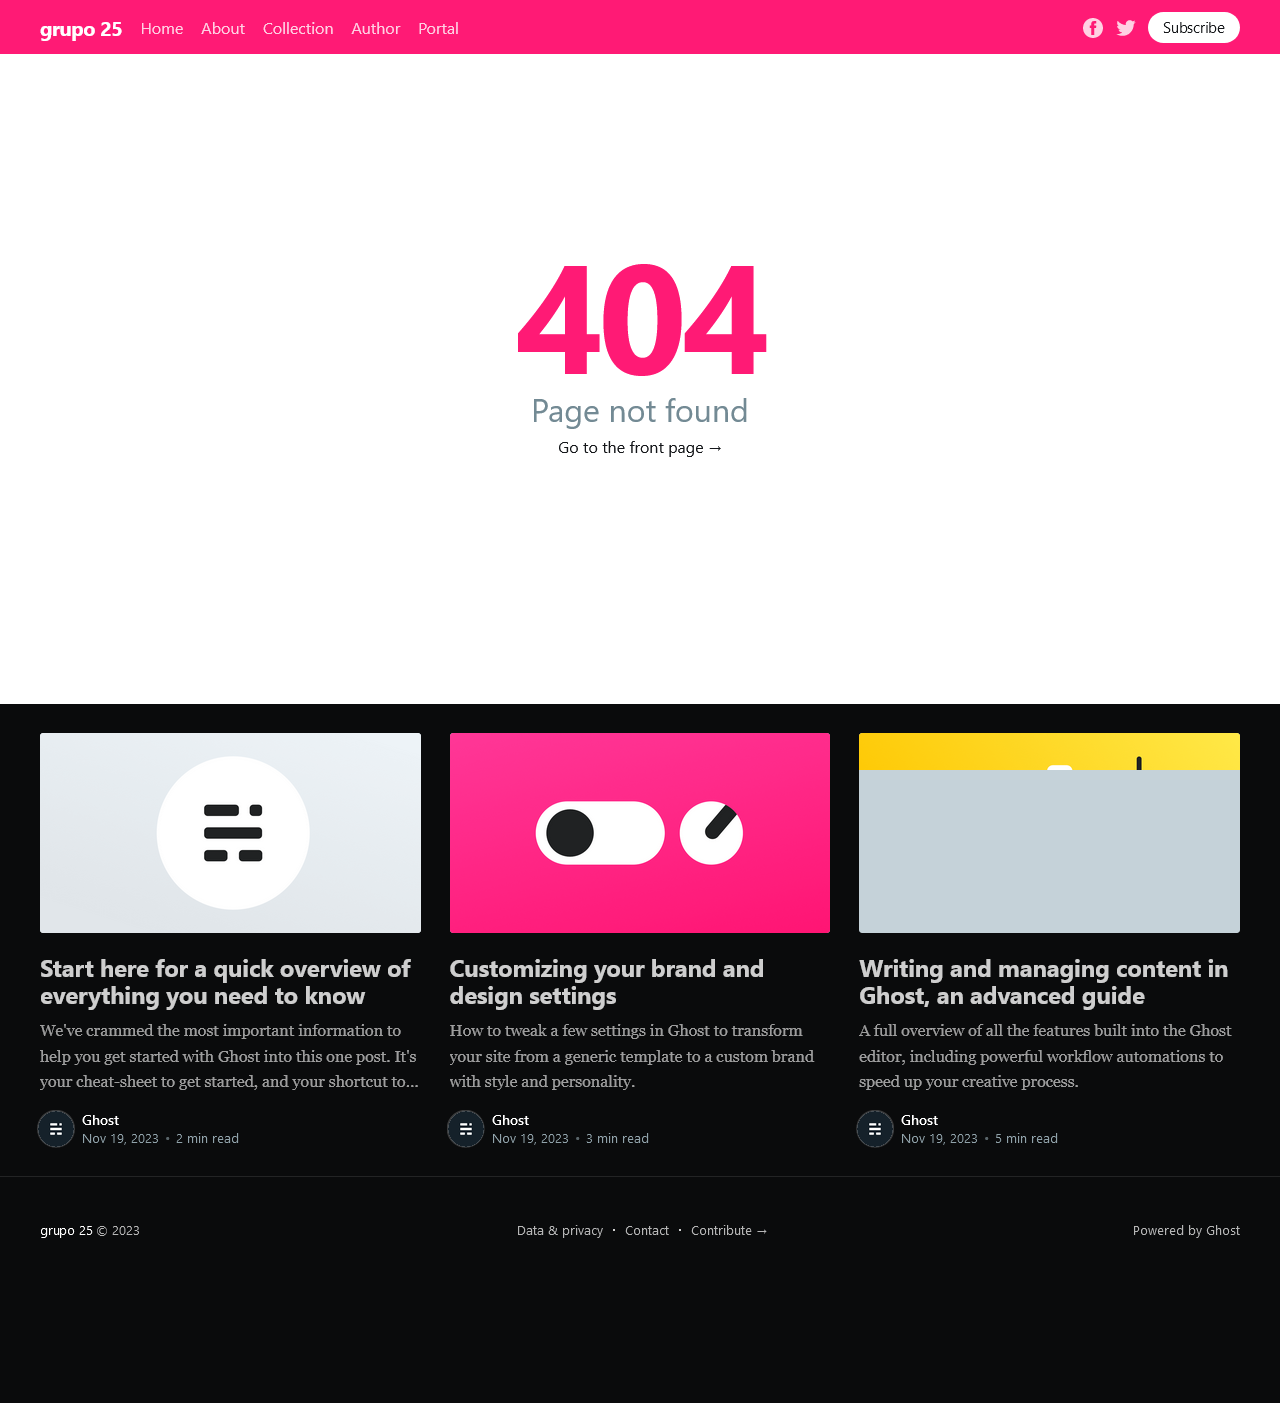 grupo 25 Home About Collection Author Portal Subscribe
404
Page not found
Go to the front page →
Start here for a quick overview of
everything you need to know
We've crammed the most important information to
help you get started with Ghost into this one post. It's
your cheat-sheet to get started, and your shortcut to...
Ghost
Nov 19, 2023 • 2 min read
Customizing your brand and
design settings
How to tweak a few settings in Ghost to transform
your site from a generic template to a custom brand
with style and personality.
Ghost
Nov 19, 2023 • 3 min read
Writing and managing content in
Ghost, an advanced guide
A full overview of all the features built into the Ghost
editor, including powerful workflow automations to
speed up your creative process.
Ghost
Nov 19, 2023 • 5 min read
grupo 25 © 2023 Data & privacy • Contact • Contribute → Powered by Ghost